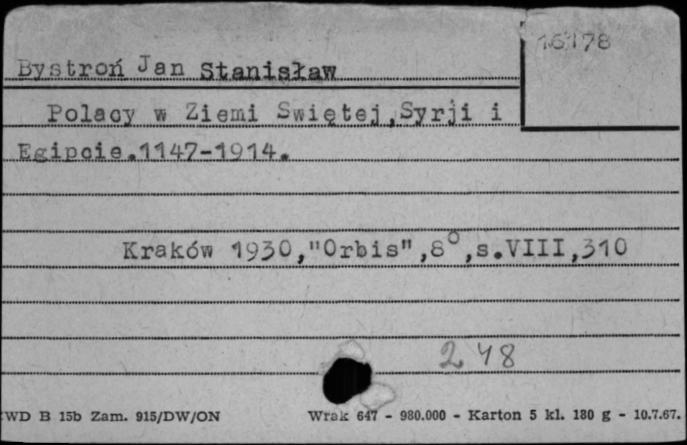 16178
Bystroń Jan Stanisław
Polacy w Ziemi Swiętej,Syrji i
Egipcie.1147-1914.
Kraków 1930,"Orbis",8°,s.VIII,310
248
WD B 15b Zam. 915/DW/ON Wrak 647 - 980.000 - Karton 5 kl. 180 g - 10.7.67.